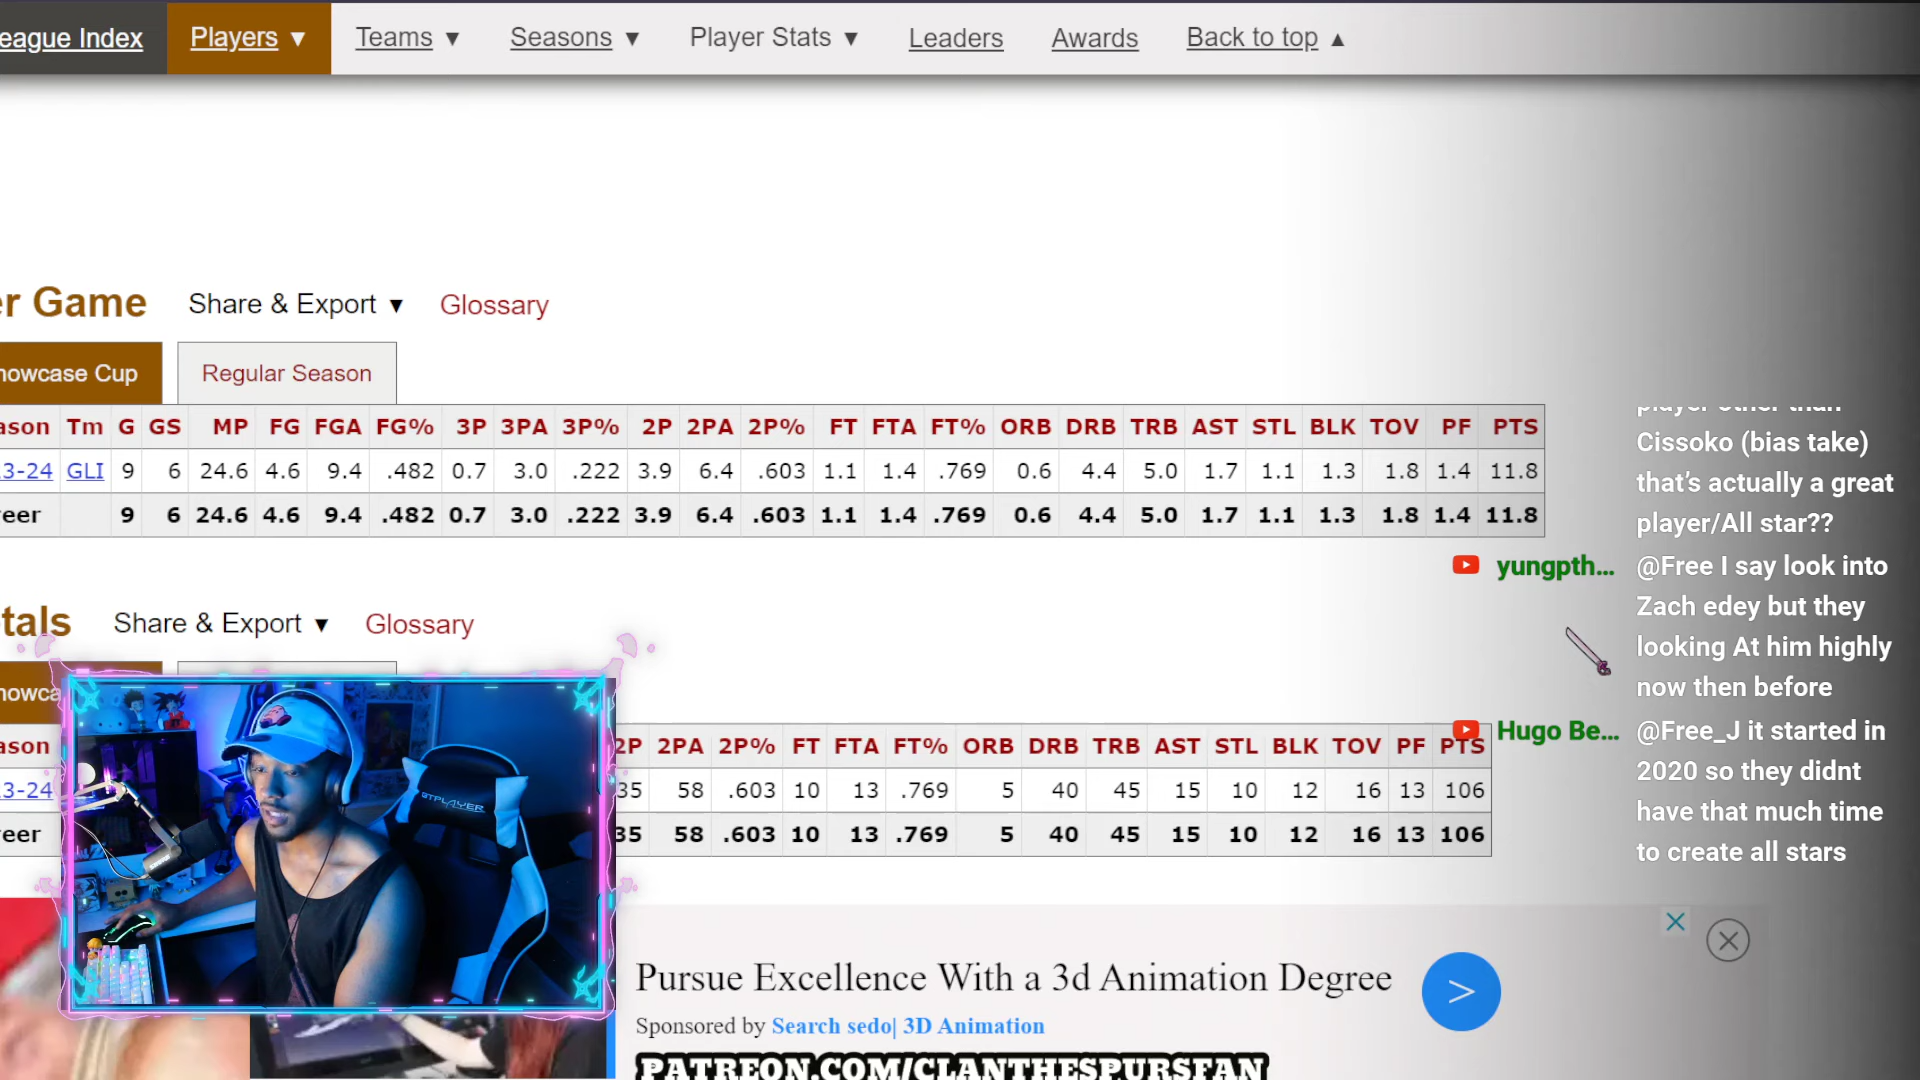 eague Index Players ▼ Teams ▼ Seasons ▼ Player Stats ▼ Leaders Awards Back to top ▲
er Game Share & Export ▼ Glossary
howcase Cup Regular Season
ason Tm G GS MP FG FGA FG% 3P 3PA 3P% 2P 2PA 2P% FT FTA FT% ORB DRB TRB AST STL BLK TOV PF PTS
3-24 GLI 9 6 24.6 4.6 9.4 .482 0.7 3.0 .222 3.9 6.4 .603 1.1 1.4 .769 0.6 4.4 5.0 1.7 1.1 1.3 1.8 1.4 11.8
reer 9 6 24.6 4.6 9.4 .482 0.7 3.0 .222 3.9 6.4 .603 1.1 1.4 .769 0.6 4.4 5.0 1.7 1.1 1.3 1.8 1.4 11.8
player other than
Cissoko (bias take)
that's actually a great
player/All star??
yungpth... @Free I say look into
Zach edey but they
looking At him highly
now then before
Hugo Be... @Free_J it started in
2020 so they didnt
have that much time
to create all stars
tals Share & Export ▼ Glossary
howca
ason 2P 2PA 2P% FT FTA FT% ORB DRB TRB AST STL BLK TOV PF PTS
3-24 35 58 .603 10 13 .769 5 40 45 15 10 12 16 13 106
reer 35 58 .603 10 13 .769 5 40 45 15 10 12 16 13 106
GTPLAYER
Pursue Excellence With a 3d Animation Degree
Sponsored by Search sedo| 3D Animation
PATREON.COM/CLANTHESPURSFAN